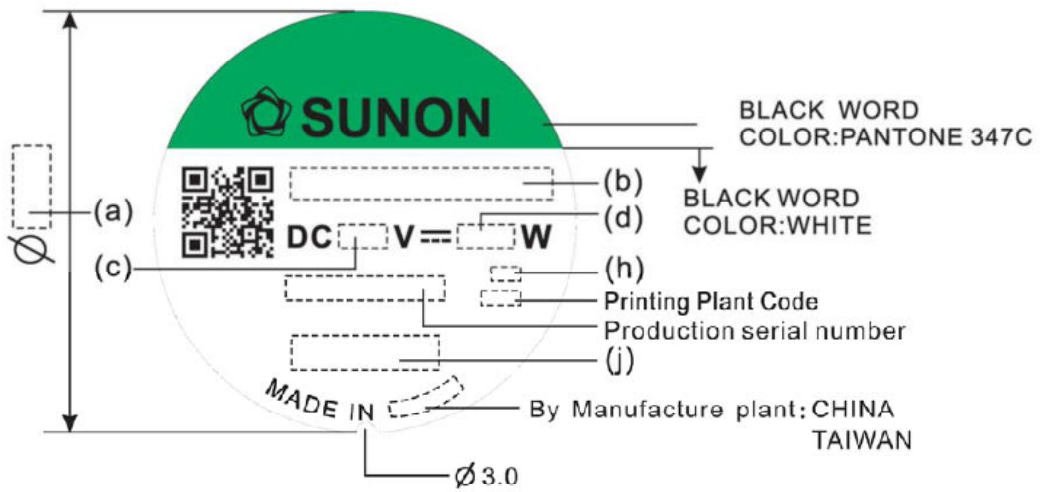 SUNON
BLACK WORD
COLOR:PANTONE 347C
BLACK WORD
COLOR:WHITE
(a)
Ø
(b)
DC V W
(d)
(c)
(h)
Printing Plant Code
Production serial number
(j)
MADE IN
By Manufacture plant: CHINA
TAIWAN
Ø3.0